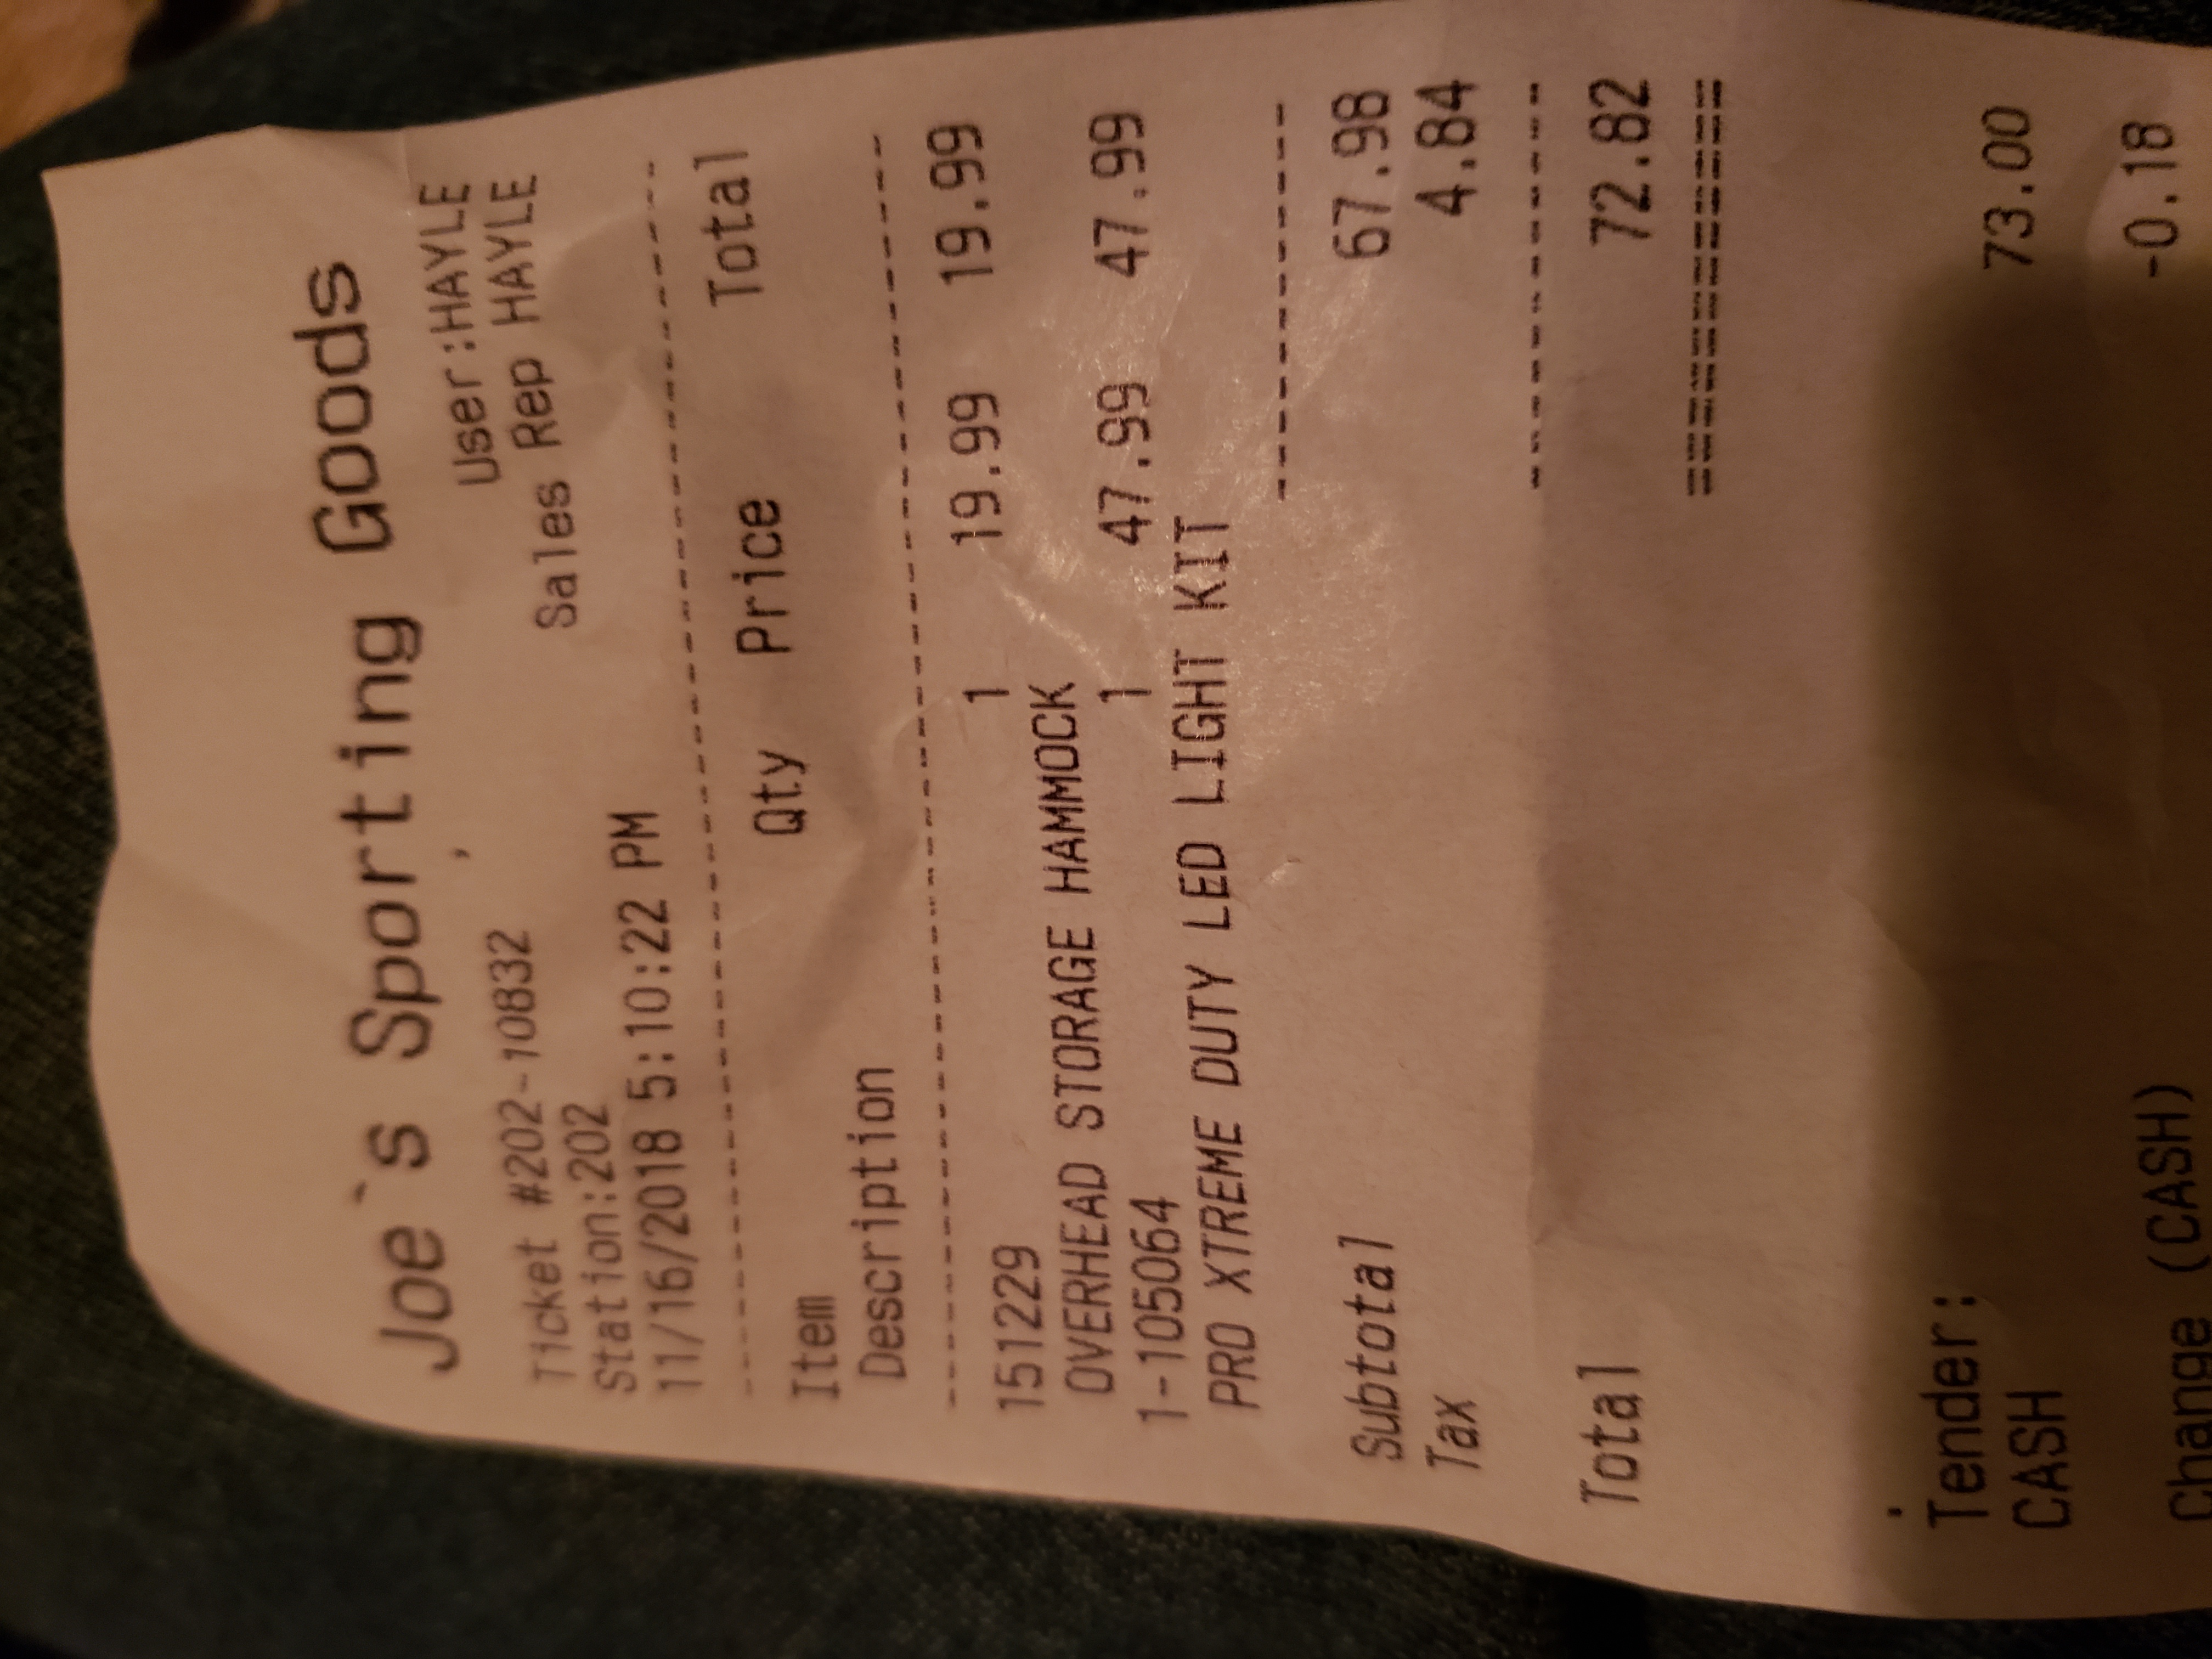 Joe`s Sporting Goods
,
User:HAYLE
Ticket #202-10832 Sales Rep HAYLE
Station:202
11/16/2018 5:10:22 PM
--------------------------------------------
Item Qty Price Total
Description
--------------------------------------------
151229 1 19.99 19.99
OVERHEAD STORAGE HAMMOCK
1-105064 1 47.99 47.99
PRO XTREME DUTY LED LIGHT KIT
--------------
Subtotal 67.98
Tax 4.84
--------------
Total 72.82
==============
Tender:
CASH 73.00
Change (CASH) -0.18